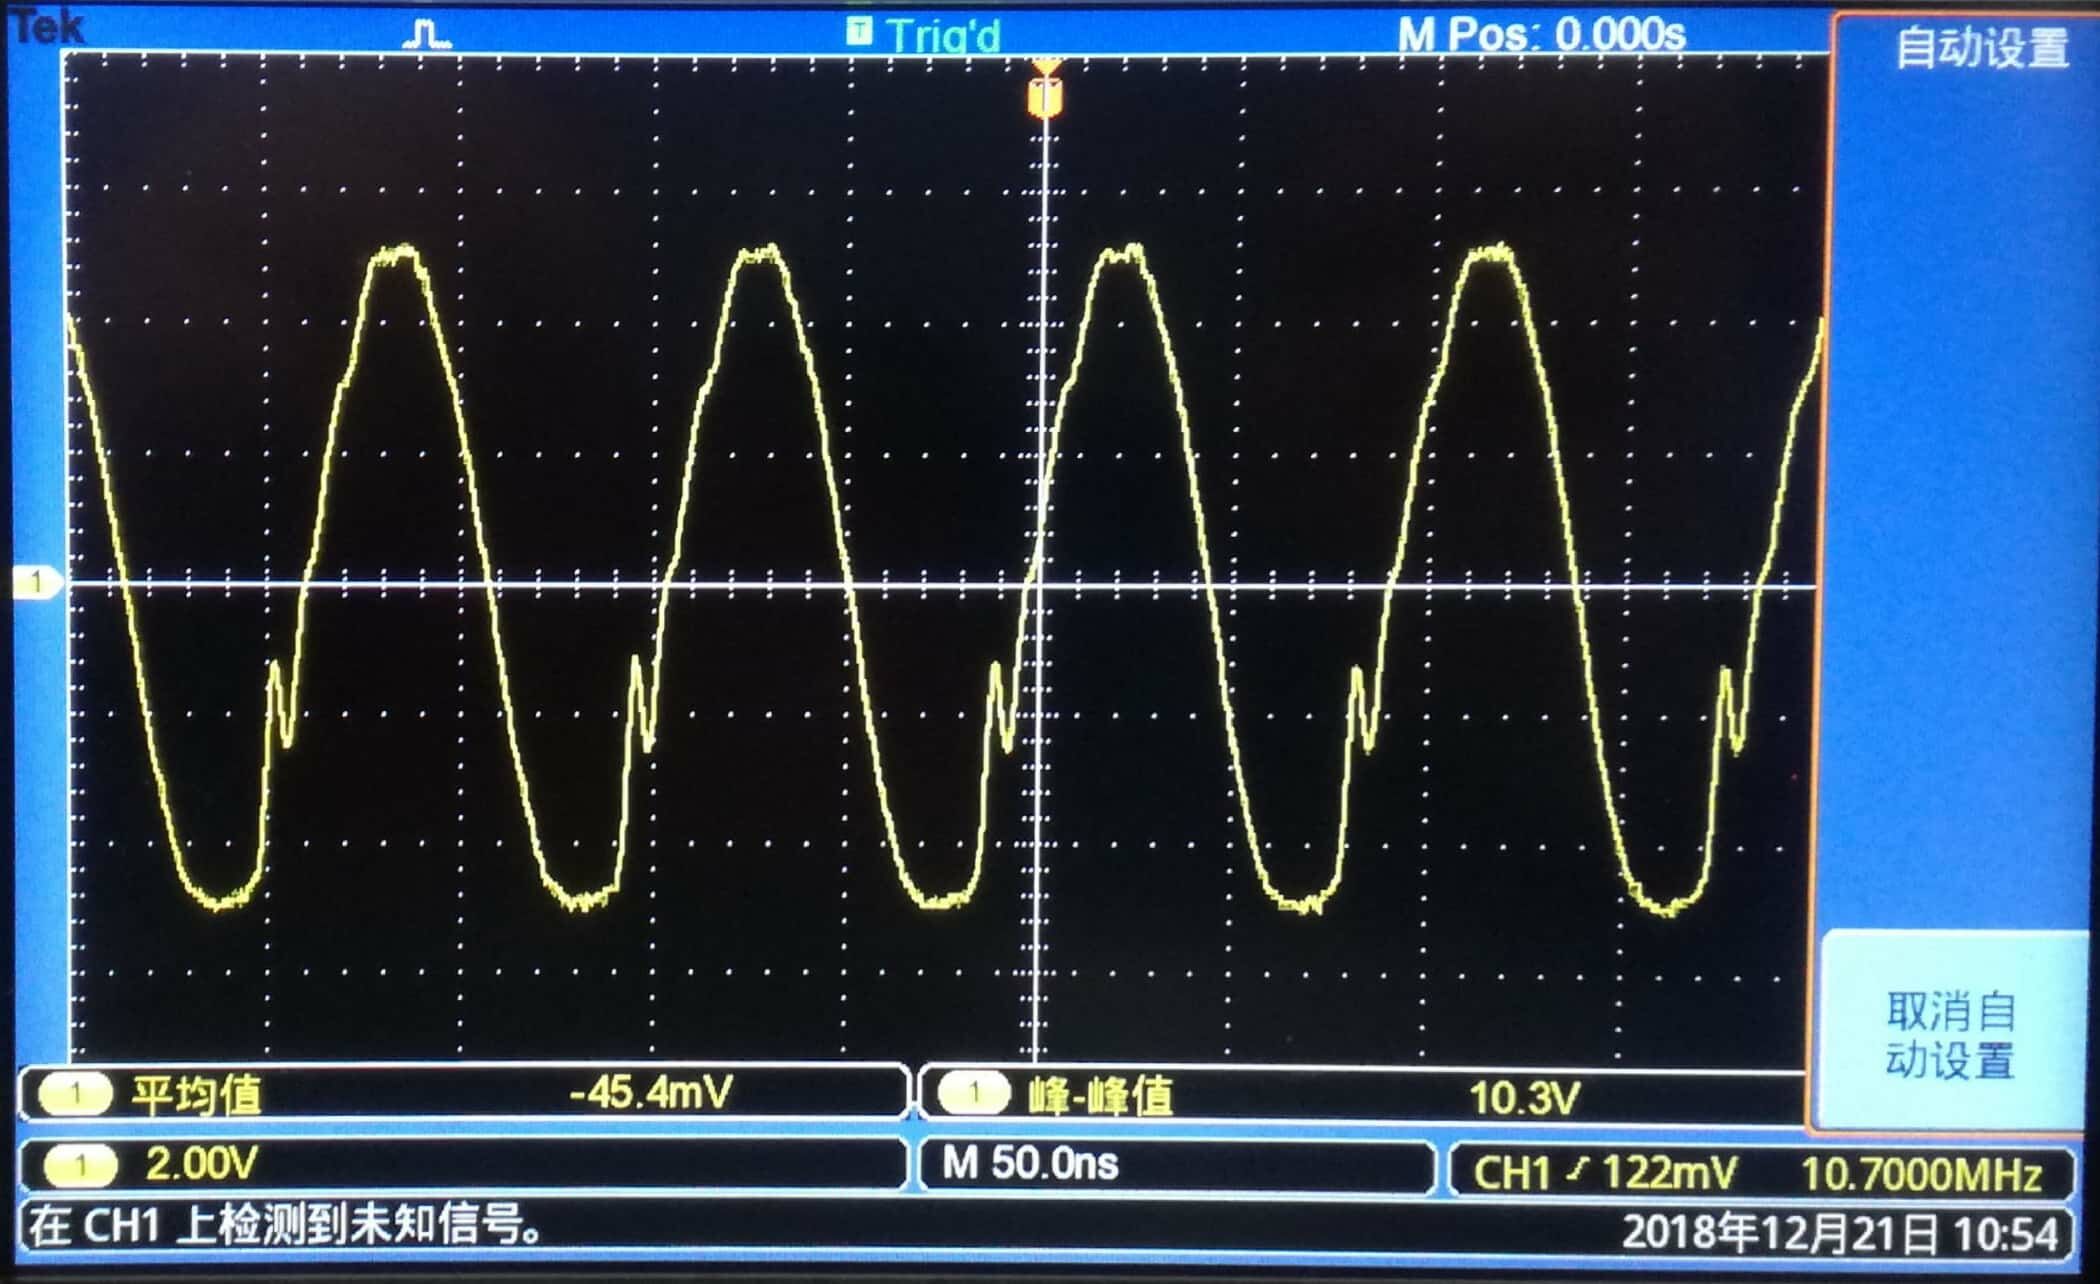 Tek
T Trig'd
M Pos: 0.000s
自动设置
T
1
取消自
动设置
1 平均值 -45.4mV
1 峰-峰值 10.3V
1 2.00V
M 50.0ns
CH1 122mV 10.7000MHz
在 CH1 上检测到未知信号。
2018年12月21日 10:54